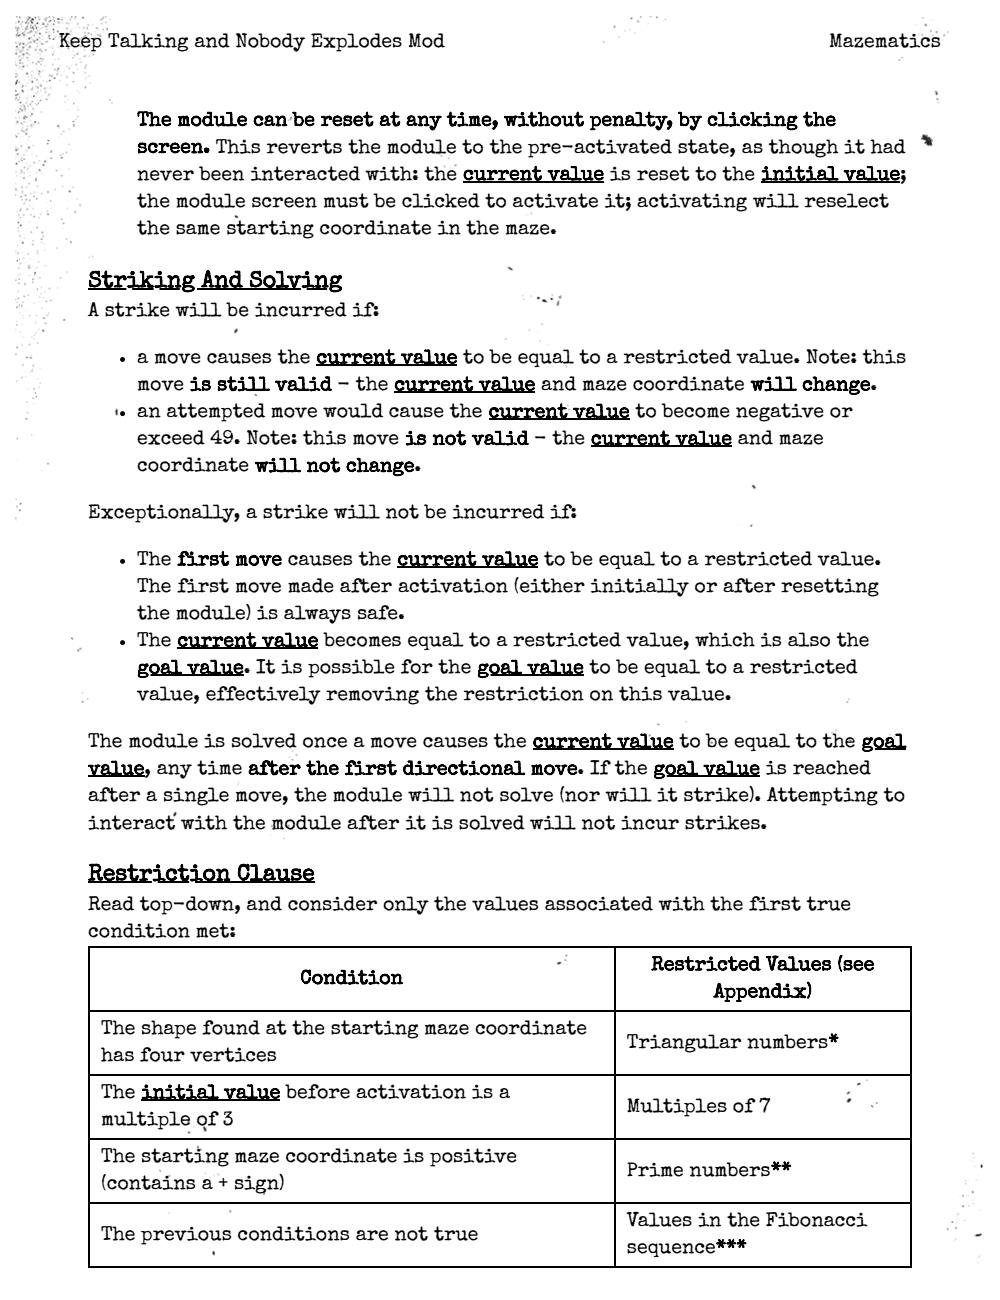 Keep Talking and Nobody Explodes Mod Mazematics
The module can be reset at any time, without penalty, by clicking the
screen. This reverts the module to the pre-activated state, as though it had
never been interacted with: the current value is reset to the initial value;
the module screen must be clicked to activate it; activating will reselect
the same starting coordinate in the maze.
Striking And Solving
A strike will be incurred if:
• a move causes the current value to be equal to a restricted value. Note: this
move is still valid – the current value and maze coordinate will change.
• an attempted move would cause the current value to become negative or
exceed 49. Note: this move is not valid – the current value and maze
coordinate will not change.
Exceptionally, a strike will not be incurred if:
• The first move causes the current value to be equal to a restricted value.
The first move made after activation (either initially or after resetting
the module) is always safe.
• The current value becomes equal to a restricted value, which is also the
goal value. It is possible for the goal value to be equal to a restricted
value, effectively removing the restriction on this value.
The module is solved once a move causes the current value to be equal to the goal
value, any time after the first directional move. If the goal value is reached
after a single move, the module will not solve (nor will it strike). Attempting to
interact with the module after it is solved will not incur strikes.
Restriction Clause
Read top-down, and consider only the values associated with the first true
condition met:
Condition
Restricted Values (see
Appendix)
The shape found at the starting maze coordinate
has four vertices
Triangular numbers*
The initial value before activation is a
multiple of 3
Multiples of 7
The starting maze coordinate is positive
(contains a + sign)
Prime numbers**
The previous conditions are not true
Values in the Fibonacci
sequence***